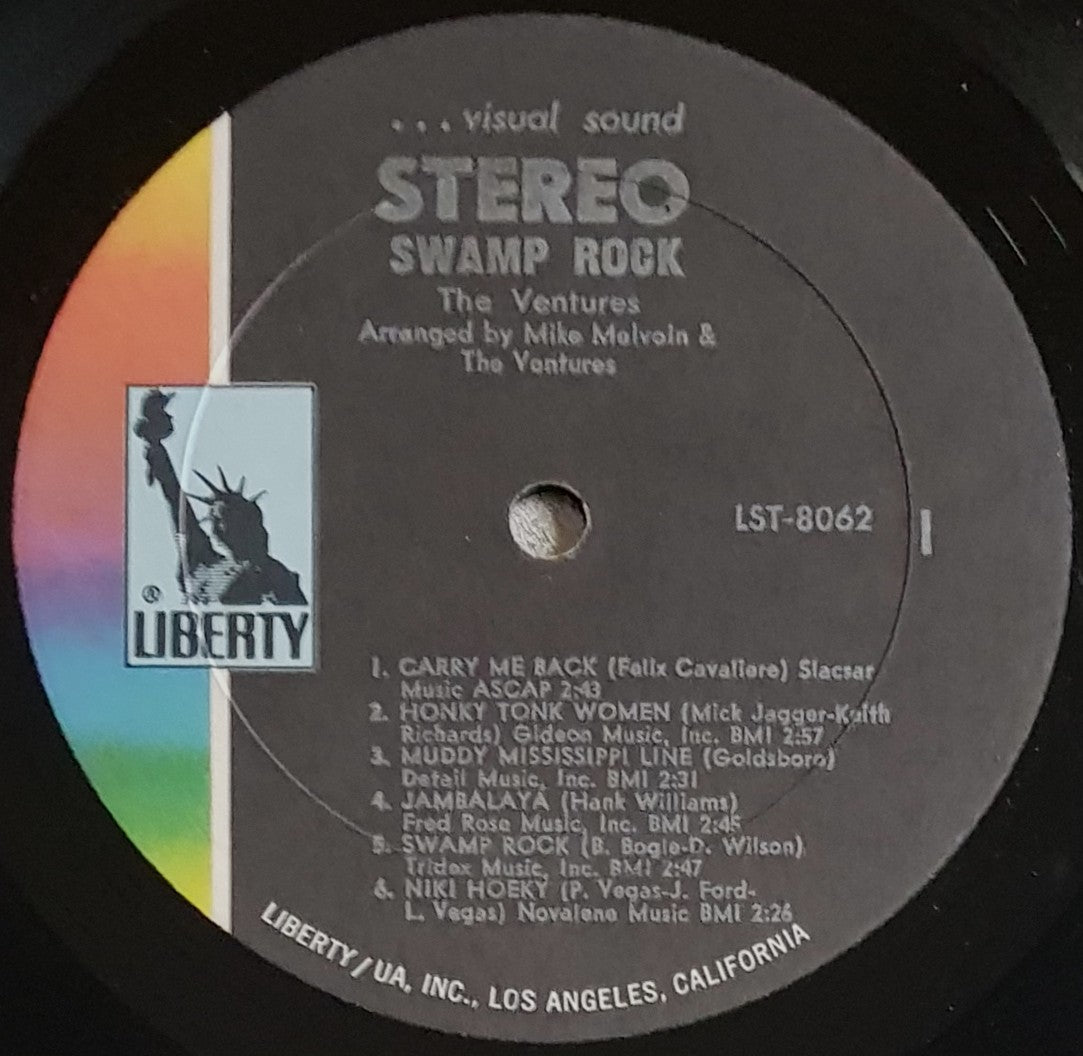 ...visual sound
STEREO
SWAMP ROCK
The Ventures
Arranged by Mike Melvoin &
The Ventures
LST-8062
1
® LIBERTY
1. CARRY ME BACK (Felix Cavaliere) Slacsar
Music ASCAP 2:43
2. HONKY TONK WOMEN (Mick Jagger-Keith
Richards) Gideon Music, Inc. BMI 2:57
3. MUDDY MISSISSIPPI LINE (Goldsboro)
Detail Music, Inc. BMI 2:31
4. JAMBALAYA (Hank Williams)
Fred Rose Music, Inc. BMI 2:45
5. SWAMP ROCK (B. Bogle-D. Wilson)
Tridex Music, Inc. BMI 2:47
6. NIKI HOEKY (P. Vegas-J. Ford-
L. Vegas) Novalene Music BMI 2:26
LIBERTY/UA, INC., LOS ANGELES, CALIFORNIA